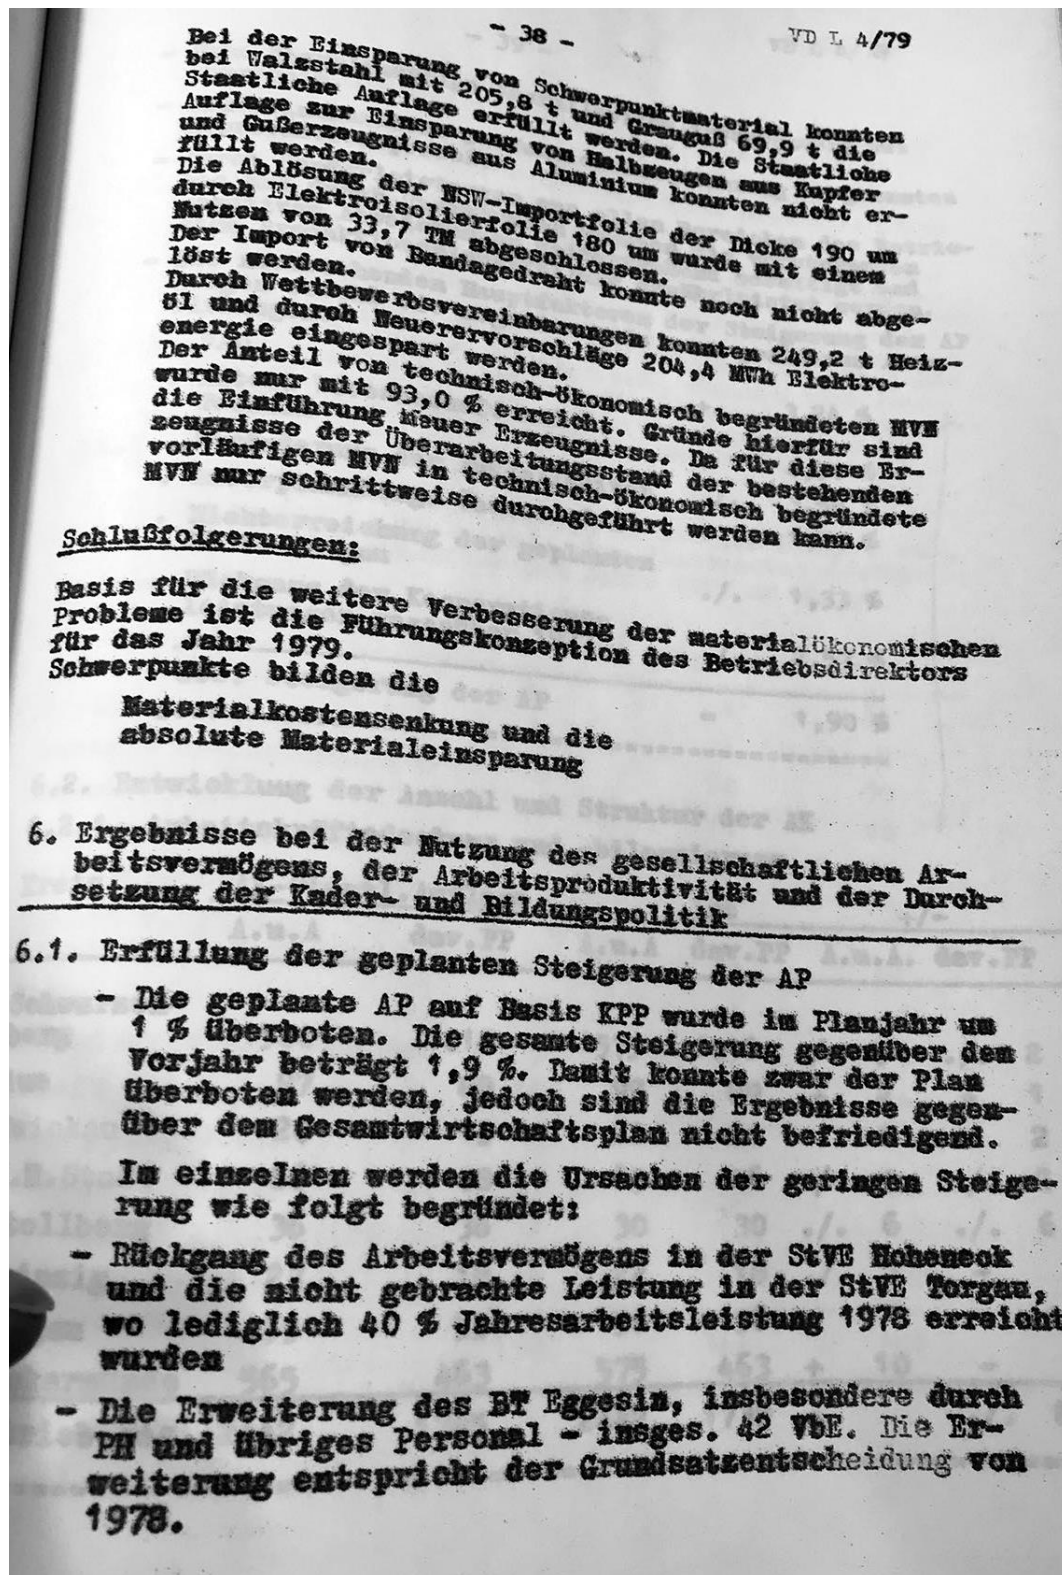 - 38 -
VD L 4/79
Bei der Einsparung von Schwerpunktmaterial konnten
bei Walzstahl mit 205,8 t und Grauguß 69,9 t die
Staatliche Auflage erfüllt werden. Die Staatliche
Auflage zur Einsparung von Halbzeugen aus Kupfer
und Gußerzeugnisse aus Aluminium konnten nicht er-
füllt werden.
Die Ablösung der NSW-Importfolie der Dicke 190 um
durch Elektroisolierfolie 180 um wurde mit einem
Nutzen von 33,7 TM abgeschlossen.
Der Import von Bandagedraht konnte noch nicht abge-
löst werden.
Durch Wettbewerbsvereinbarungen konnten 249,2 t Heiz-
öl und durch Neuerervorschläge 204,4 MWh Elektro-
energie eingespart werden.
Der Anteil von technisch-ökonomisch begründeten MVN
wurde nur mit 93,0 % erreicht. Gründe hierfür sind
die Einführung neuer Erzeugnisse. Da für diese Er-
zeugnisse der Überarbeitungsstand der bestehenden
vorläufigen MVN in technisch-ökonomisch begründete
MVN nur schrittweise durchgeführt werden kann.
Schlußfolgerungen:
Basis für die weitere Verbesserung der materialökonomischen
Probleme ist die Führungskonzeption des Betriebsdirektors
für das Jahr 1979.
Schwerpunkte bilden die
Materialkostensenkung und die
absolute Materialeinsparung
6. Ergebnisse bei der Nutzung des gesellschaftlichen Ar-
beitsvermögens, der Arbeitsproduktivität und der Durch-
setzung der Kader- und Bildungspolitik
6.1. Erfüllung der geplanten Steigerung der AP
- Die geplante AP auf Basis KPP wurde im Planjahr um
1 % überboten. Die gesamte Steigerung gegenüber dem
Vorjahr beträgt 1,9 %. Damit konnte zwar der Plan
überboten werden, jedoch sind die Ergebnisse gegen-
über dem Gesamtwirtschaftsplan nicht befriedigend.
Im einzelnen werden die Ursachen der geringen Steige-
rung wie folgt begründet:
- Rückgang des Arbeitsvermögens in der StVE Hoheneck
und die nicht gebrachte Leistung in der StVE Torgau,
wo lediglich 40 % Jahresarbeitsleistung 1978 erreicht
wurden
- Die Erweiterung des BT Eggesin, insbesondere durch
PH und übriges Personal - insges. 42 VbE. Die Er-
weiterung entspricht der Grundsatzentscheidung von
1978.